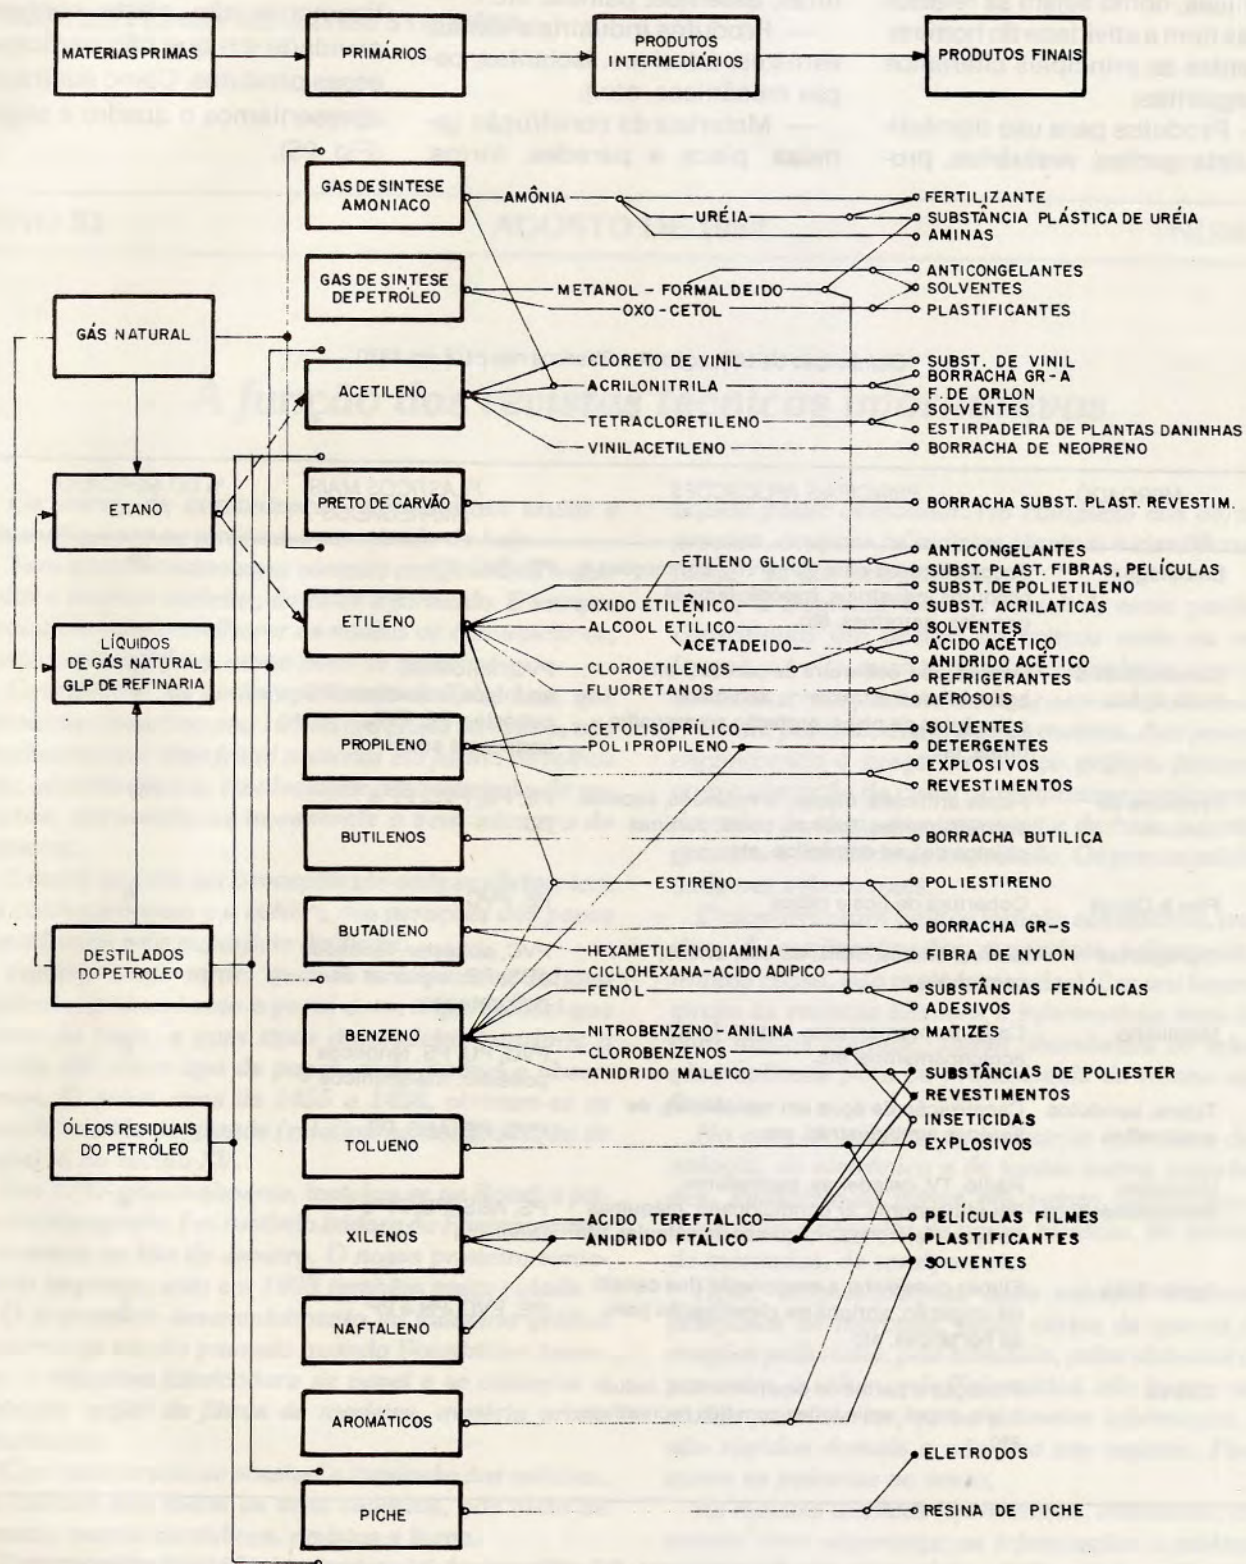 MATERIAS PRIMAS
PRIMÁRIOS
PRODUTOS
INTERMEDIÁRIOS
PRODUTOS FINAIS
GÁS NATURAL
ETANO
LÍQUIDOS
DE GÁS NATURAL
GLP DE REFINARIA
DESTILADOS
DO PETROLEO
ÓLEOS RESIDUAIS
DO PETRÓLEO
GAS DE SINTESE
AMONIACO
GAS DE SINTESE
DE PETRÓLEO
ACETILENO
PRETO DE CARVÃO
ETILENO
PROPILENO
BUTILENOS
BUTADIENO
BENZENO
TOLUENO
XILENOS
NAFTALENO
AROMÁTICOS
PICHE
AMÔNIA
URÉIA
METANOL - FORMALDEIDO
OXO - CETOL
CLORETO DE VINIL
ACRILONITRILA
TETRACLORETILENO
VINILACETILENO
ETILENO GLICOL
OXIDO ETILÊNICO
ALCOOL ETÍLICO
ACETADEIDO
CLOROETILENOS
FLUORETANOS
CETOLISOPRÍLICO
POLIPROPILENO
ESTIRENO
HEXAMETILENODIAMINA
CICLOHEXANA-ACIDO ADIPICO
FENOL
NITROBENZENO-ANILINA
CLOROBENZENOS
ANIDRIDO MALEICO
ACIDO TEREFTALICO
ANIDRIDO FTÁLICO
FERTILIZANTE
SUBSTÂNCIA PLÁSTICA DE URÉIA
AMINAS
ANTICONGELANTES
SOLVENTES
PLASTIFICANTES
SUBST. DE VINIL
BORRACHA GR-A
F. DE ORLON
SOLVENTES
ESTIRPADEIRA DE PLANTAS DANINHAS
BORRACHA DE NEOPRENO
BORRACHA SUBST. PLAST. REVESTIM.
ANTICONGELANTES
SUBST. PLAST. FIBRAS, PELÍCULAS
SUBST. DE POLIETILENO
SUBST. ACRILATICAS
SOLVENTES
ÁCIDO ACÉTICO
ANIDRIDO ACÉTICO
REFRIGERANTES
AEROSOIS
SOLVENTES
DETERGENTES
EXPLOSIVOS
REVESTIMENTOS
BORRACHA BUTILICA
POLIESTIRENO
BORRACHA GR-S
FIBRA DE NYLON
SUBSTÂNCIAS FENÓLICAS
ADESIVOS
MATIZES
SUBSTÂNCIAS DE POLIESTER
REVESTIMENTOS
INSETICIDAS
EXPLOSIVOS
PELÍCULAS FILMES
PLASTIFICANTES
SOLVENTES
ELETRODOS
RESINA DE PICHE